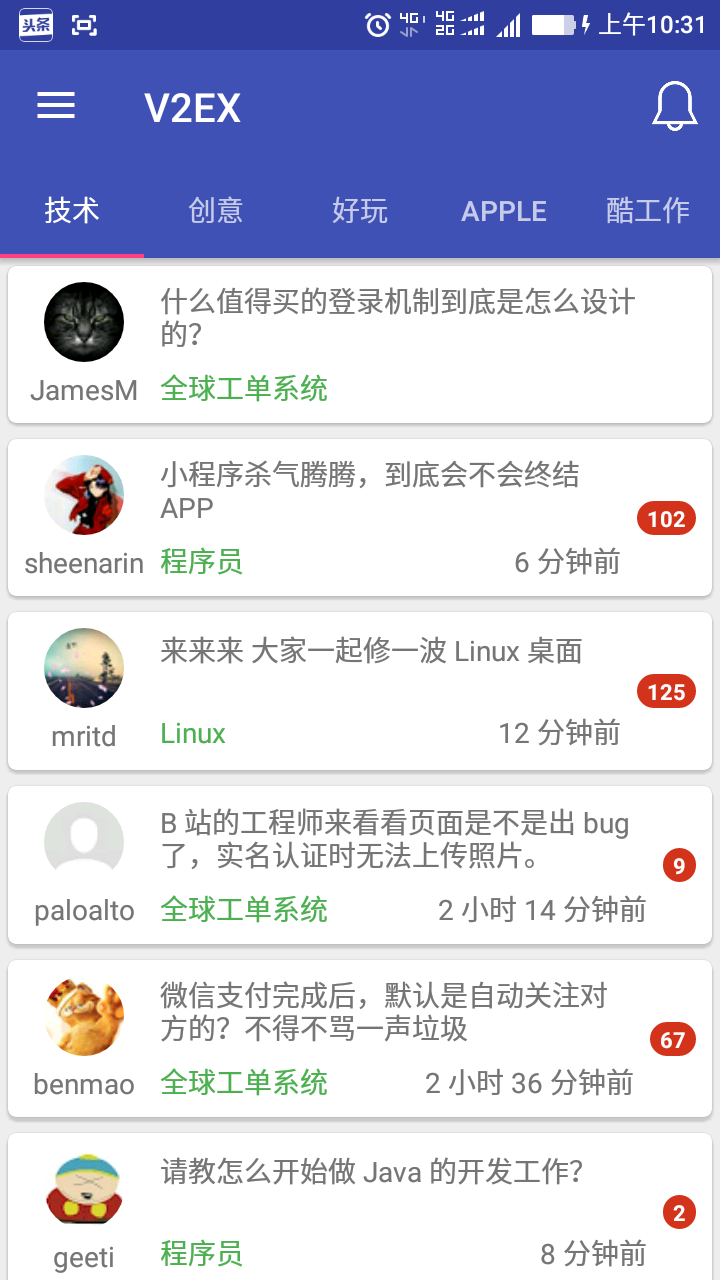 头条 4G 4G 2G 上午10:31
V2EX
技术 创意 好玩 APPLE 酷工作
什么值得买的登录机制到底是怎么设计
的?
JamesM 全球工单系统
小程序杀气腾腾，到底会不会终结
APP
102
sheenarin 程序员 6 分钟前
来来来 大家一起修一波 Linux 桌面
125
mritd Linux 12 分钟前
B 站的工程师来看看页面是不是出 bug
了，实名认证时无法上传照片。
9
paloalto 全球工单系统 2 小时 14 分钟前
微信支付完成后，默认是自动关注对
方的？不得不骂一声垃圾
67
benmao 全球工单系统 2 小时 36 分钟前
请教怎么开始做 Java 的开发工作?
2
geeti 程序员 8 分钟前